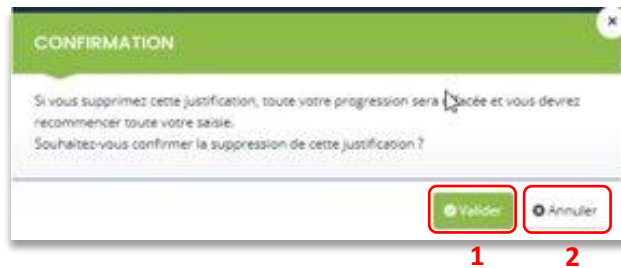 CONFIRMATION
Si vous supprimez cette justification, toute votre progression sera effacée et vous devrez
recommencer toute votre saisie.
Souhaitez-vous confirmer la suppression de cette justification ?
Valider
Annuler
1
2